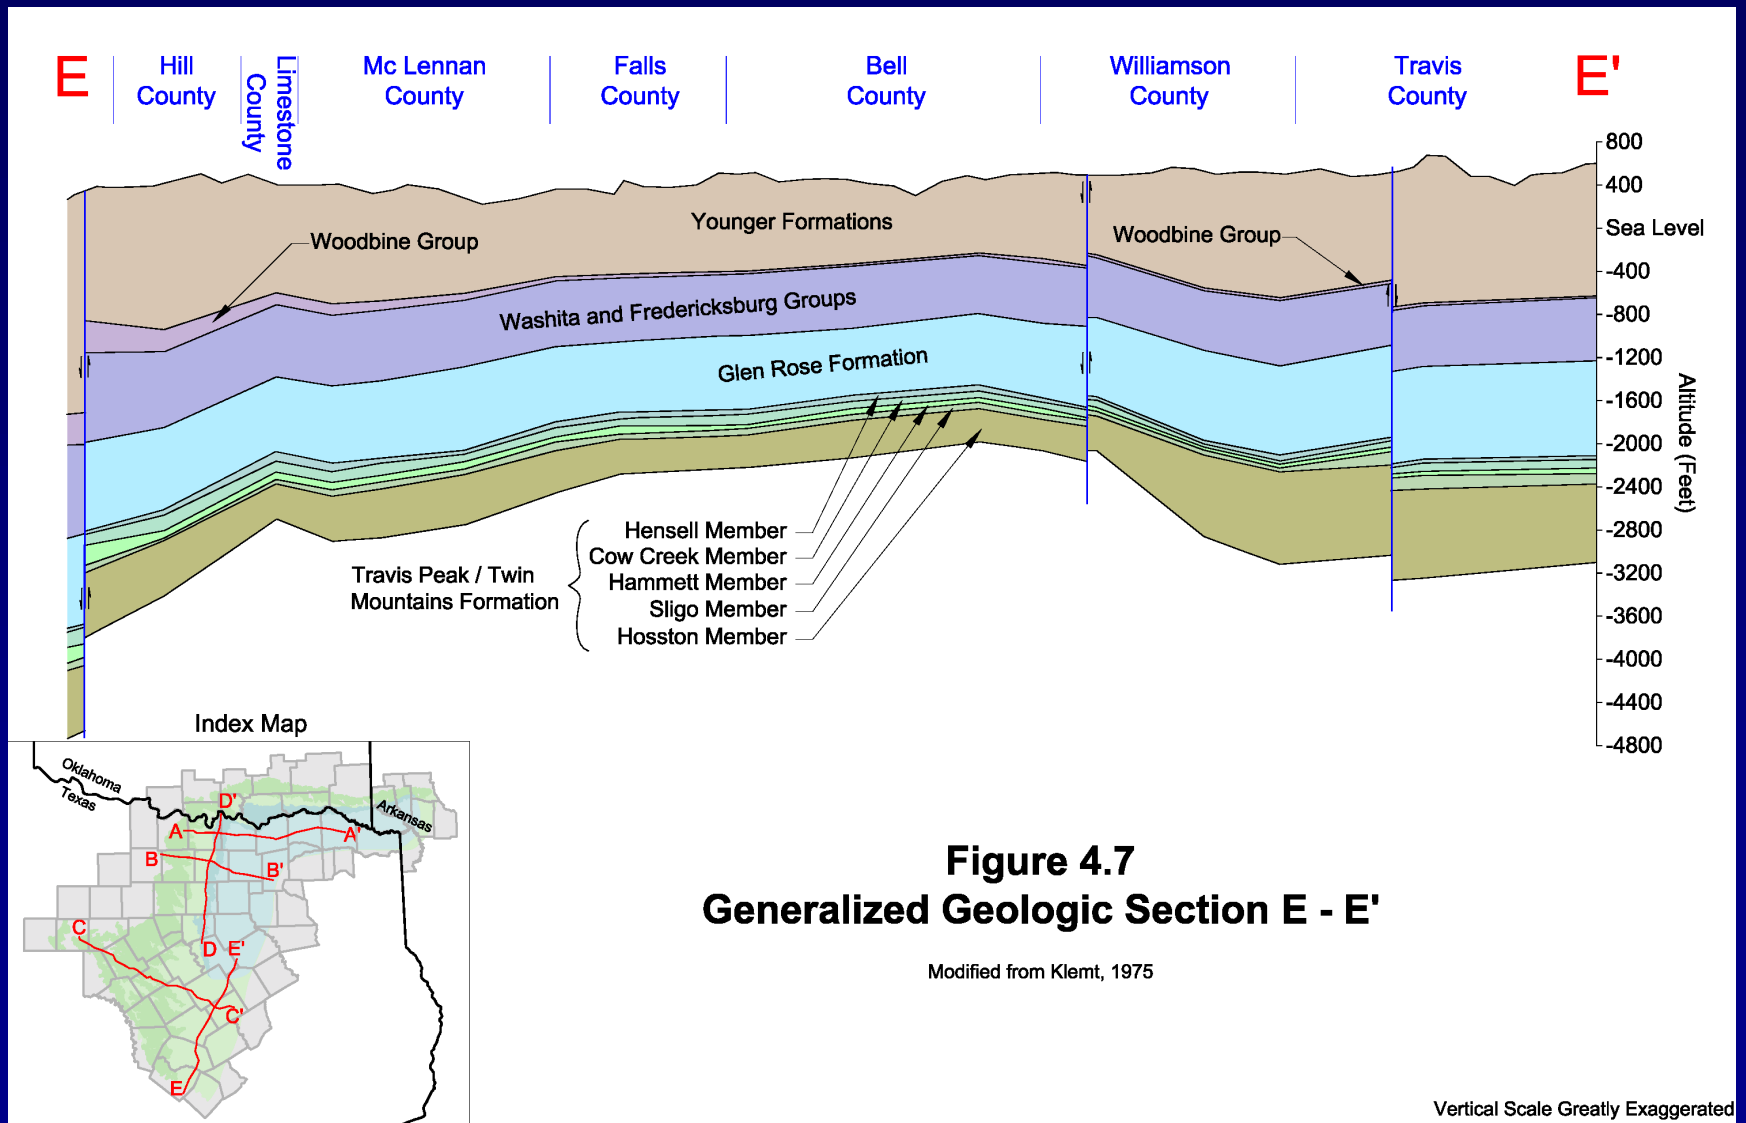 E
Hill
County
Limestone
County
Mc Lennan
County
Falls
County
Bell
County
Williamson
County
Travis
County
E'
800
400
Sea Level
-400
-800
-1200
-1600
-2000
-2400
-2800
-3200
-3600
-4000
-4400
-4800
Altitude (Feet)
Younger Formations
Woodbine Group
Woodbine Group
Washita and Fredericksburg Groups
Glen Rose Formation
Travis Peak / Twin
Mountains Formation
Hensell Member
Cow Creek Member
Hammett Member
Sligo Member
Hosston Member
Index Map
Oklahoma
Texas
Arkansas
D'
A
A'
B
B'
C
D
E'
C'
E
Figure 4.7
Generalized Geologic Section E - E'
Modified from Klemt, 1975
Vertical Scale Greatly Exaggerated